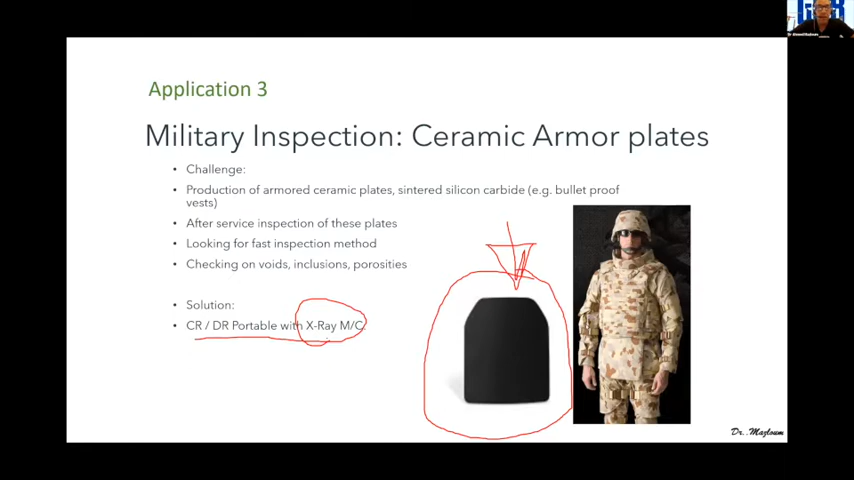 Application 3
Military Inspection: Ceramic Armor plates
• Challenge:
• Production of armored ceramic plates, sintered silicon carbide (e.g. bullet proof
vests)
• After service inspection of these plates
• Looking for fast inspection method
• Checking on voids, inclusions, porosities
• Solution:
• CR / DR Portable with X-Ray M/C.
Dr. .Mazloum